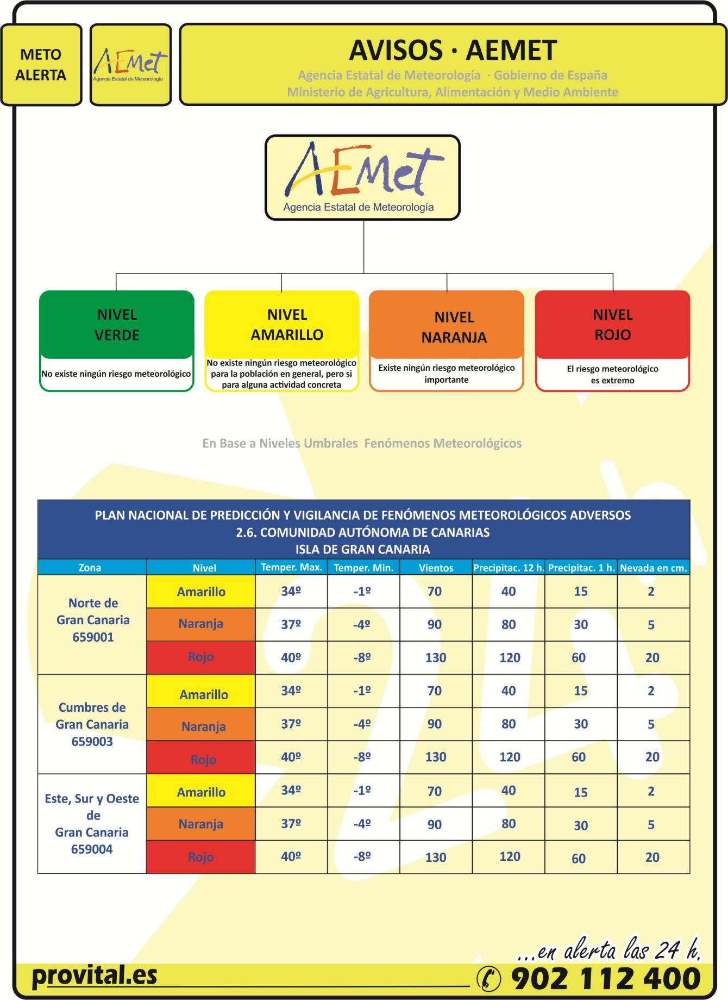 METO
ALERTA
AEMet
Agencia Estatal de Meteorología
AVISOS · AEMET
Agencia Estatal de Meteorología · Gobierno de España
Ministerio de Agricultura, Alimentación y Medio Ambiente
AEMet
Agencia Estatal de Meteorología
NIVEL
VERDE
No existe ningún riesgo meteorológico
NIVEL
AMARILLO
No existe ningún riesgo meteorológico
para la población en general, pero si
para alguna actividad concreta
NIVEL
NARANJA
Existe ningún riesgo meteorológico
importante
NIVEL
ROJO
El riesgo meteorológico
es extremo
En Base a Niveles Umbrales Fenómenos Meteorológicos
PLAN NACIONAL DE PREDICCIÓN Y VIGILANCIA DE FENÓMENOS METEOROLÓGICOS ADVERSOS
2.6. COMUNIDAD AUTÓNOMA DE CANARIAS
ISLA DE GRAN CANARIA
Zona Nivel Temper. Max. Temper. Min. Vientos Precipitac. 12 h. Precipitac. 1 h. Nevada en cm.
Norte de
Gran Canaria
659001
Amarillo 34º -1º 70 40 15 2
Naranja 37º -4º 90 80 30 5
Rojo 40º -8º 130 120 60 20
Cumbres de
Gran Canaria
659003
Amarillo 34º -1º 70 40 15 2
Naranja 37º -4º 90 80 30 5
Rojo 40º -8º 130 120 60 20
Este, Sur y Oeste
de
Gran Canaria
659004
Amarillo 34º -1º 70 40 15 2
Naranja 37º -4º 90 80 30 5
Rojo 40º -8º 130 120 60 20
24 h
...en alerta las 24 h.
provital.es
902 112 400